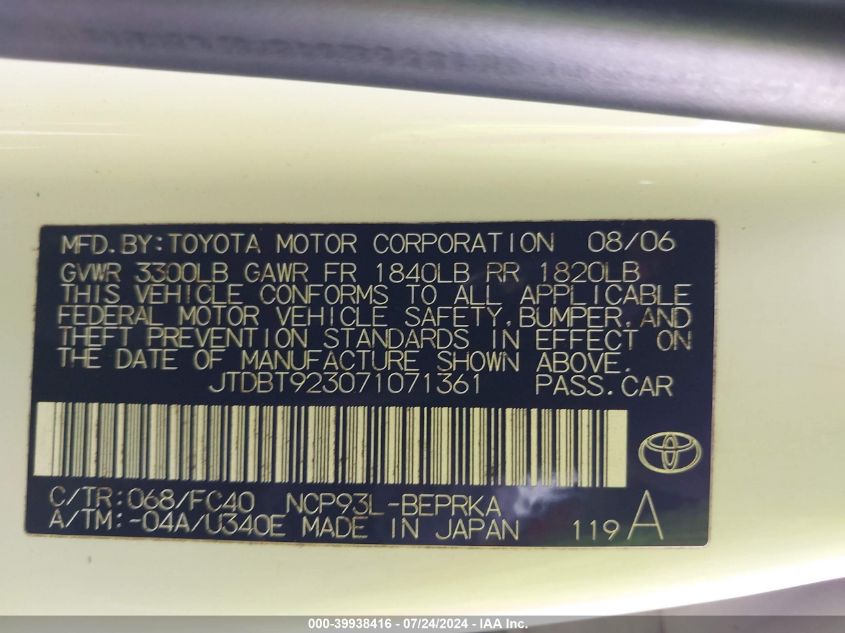 MFD.BY:TOYOTA MOTOR CORPORATION 08/06
GVWR 3300LB GAWR FR 1840LB RR 1820LB
THIS VEHICLE CONFORMS TO ALL APPLICABLE
FEDERAL MOTOR VEHICLE SAFETY,BUMPER,AND
THEFT PREVENTION STANDARDS IN EFFECT ON
THE DATE OF MANUFACTURE SHOWN ABOVE.
JTDBT923071071361 PASS.CAR
C/TR:068/FC40 NCP93L-BEPRKA
A/TM:-04A/U340E MADE IN JAPAN 119 A
000-39938416 - 07/24/2024 - IAA Inc.